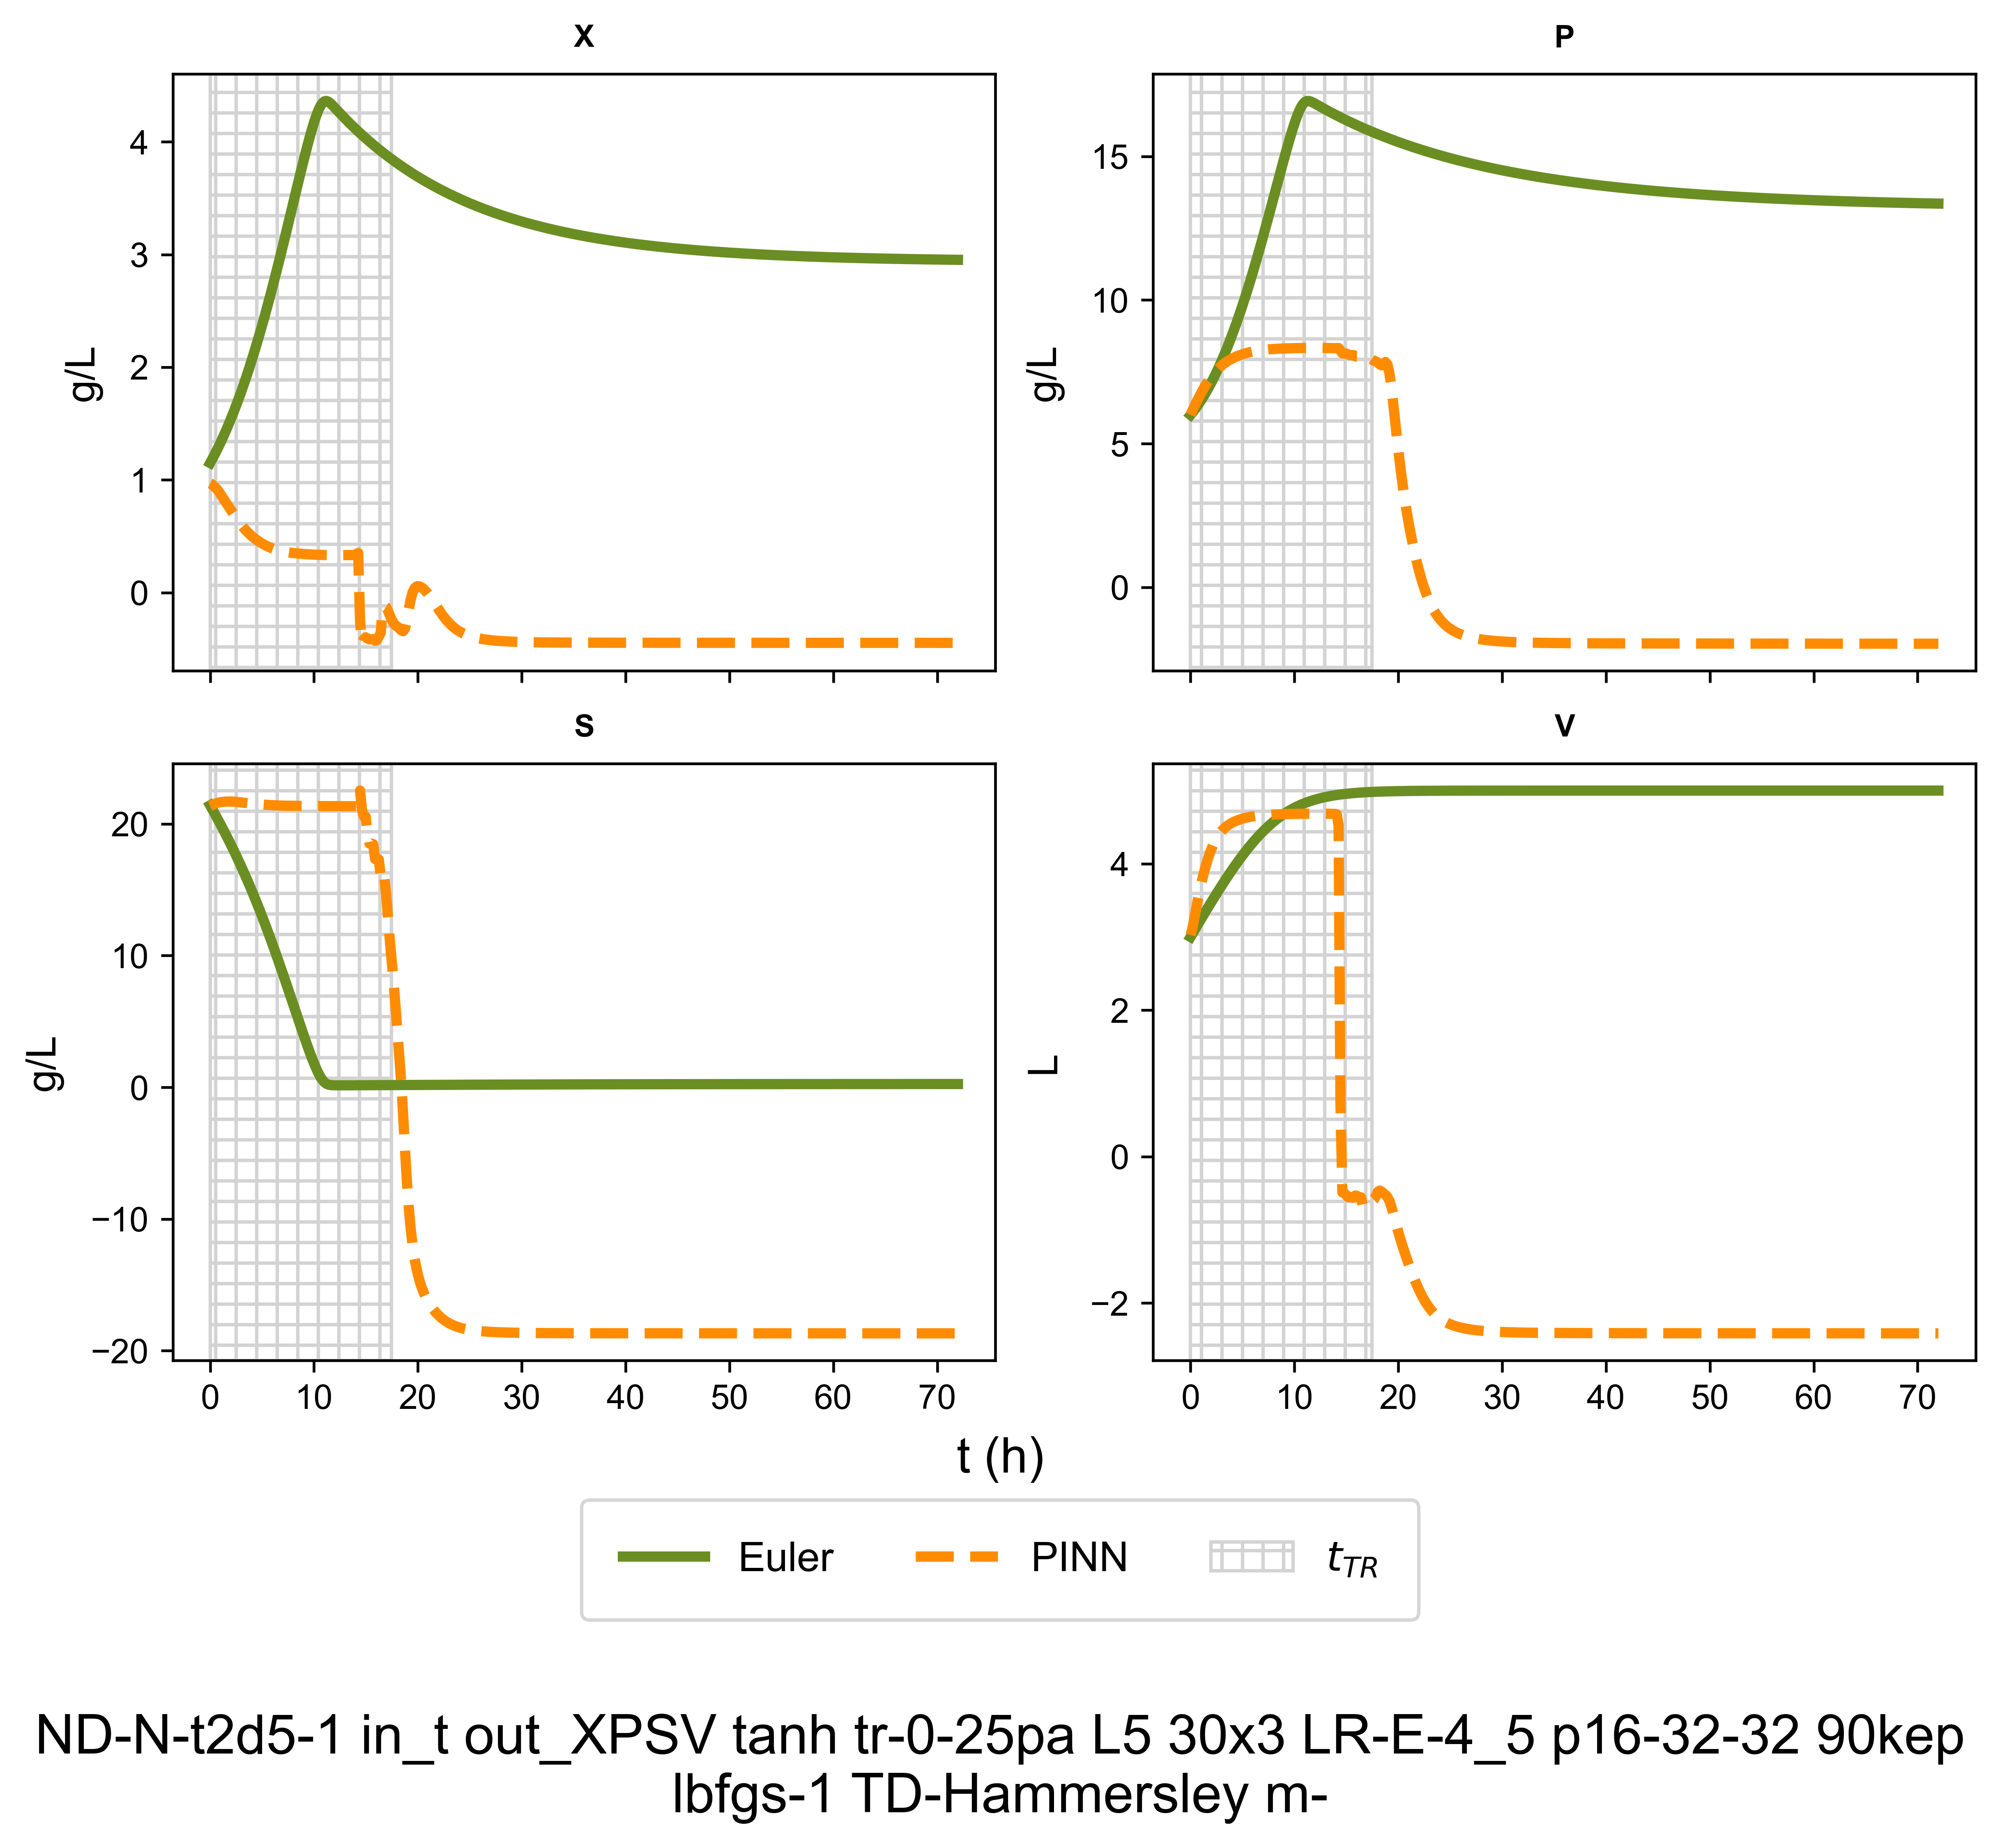 X
P
4
3
2
1
0
g/L
15
10
5
0
g/L
S
V
20
10
0
−10
−20
g/L
4
2
0
−2
L
0 10 20 30 40 50 60 70
0 10 20 30 40 50 60 70
t (h)
Euler PINN t_TR
ND-N-t2d5-1 in_t out_XPSV tanh tr-0-25pa L5 30x3 LR-E-4_5 p16-32-32 90kep
lbfgs-1 TD-Hammersley m-